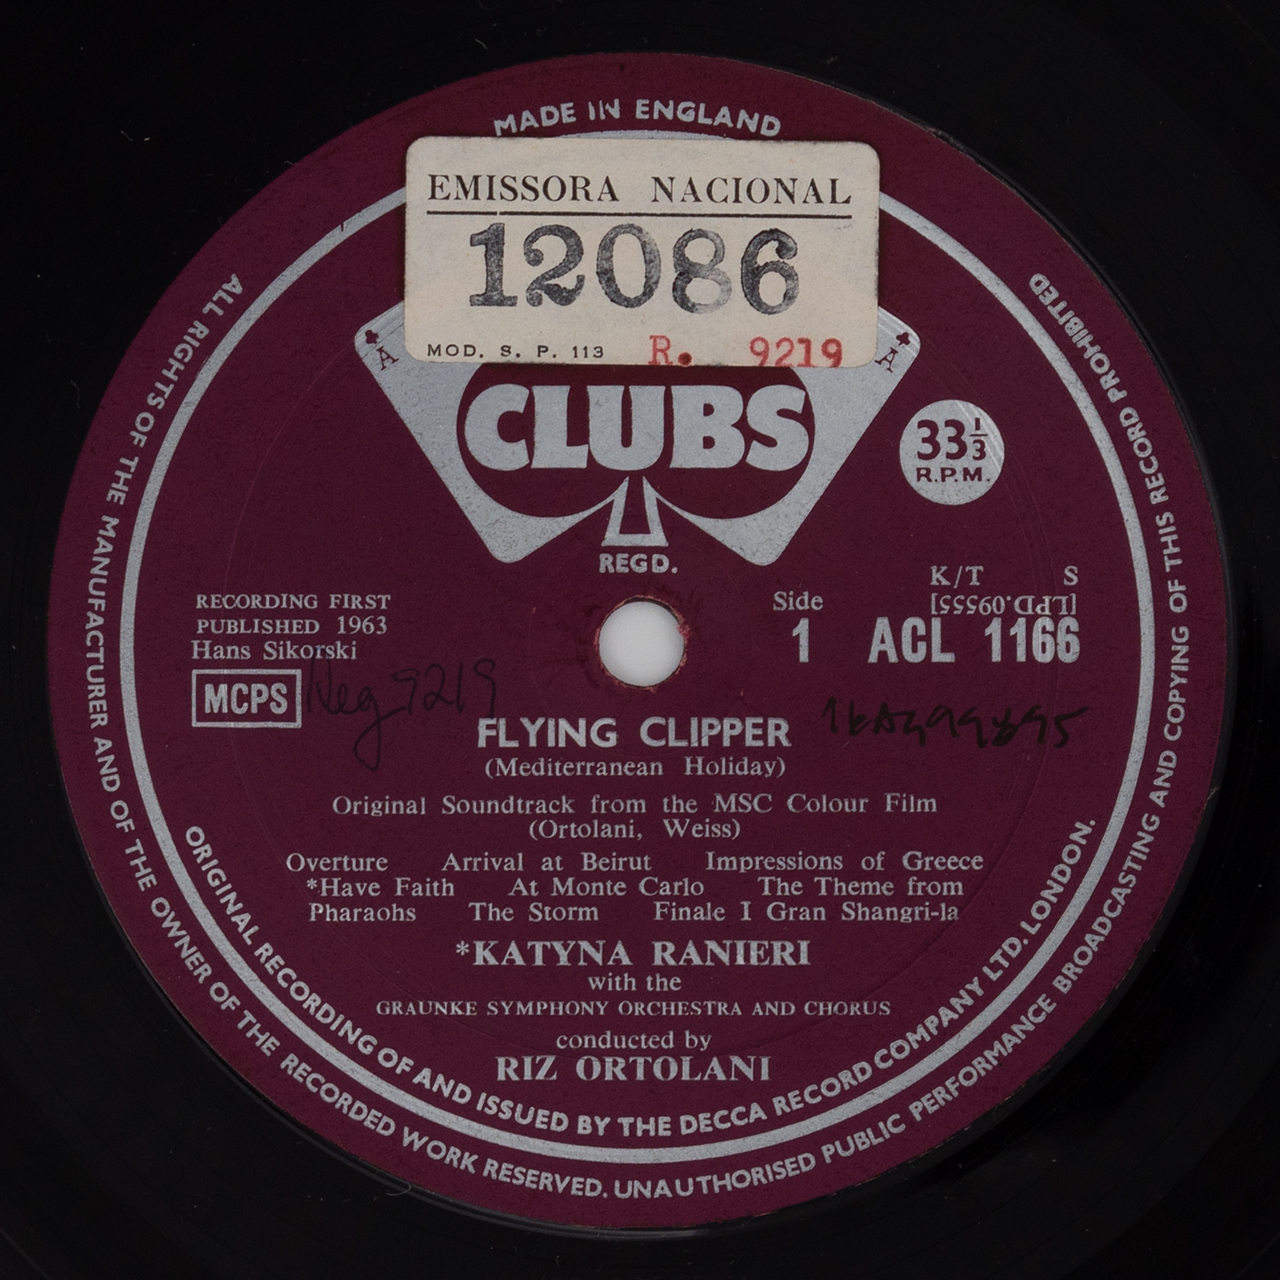 MADE IN ENGLAND
EMISSORA NACIONAL
12086
MOD. S. P. 113 R. 9219
A A
CLUBS
REGD.
33 1/3
R.P.M.
RECORDING FIRST
PUBLISHED 1963
Hans Sikorski
MCPS
Reg 9219
Side
1
K/T S
[LPD.09555]
ACL 1166
FLYING CLIPPER
(Mediterranean Holiday)
Original Soundtrack from the MSC Colour Film
(Ortolani, Weiss)
Overture Arrival at Beirut Impressions of Greece
*Have Faith At Monte Carlo The Theme from
Pharaohs The Storm Finale I Gran Shangri-la
*KATYNA RANIERI
with the
GRAUNKE SYMPHONY ORCHESTRA AND CHORUS
conducted by
RIZ ORTOLANI
ORIGINAL RECORDING OF AND ISSUED BY THE DECCA RECORD COMPANY LTD. LONDON.
ALL RIGHTS OF THE MANUFACTURER AND OF THE OWNER OF THE RECORDED WORK RESERVED. UNAUTHORISED PUBLIC PERFORMANCE BROADCASTING AND COPYING OF THIS RECORD PROHIBITED